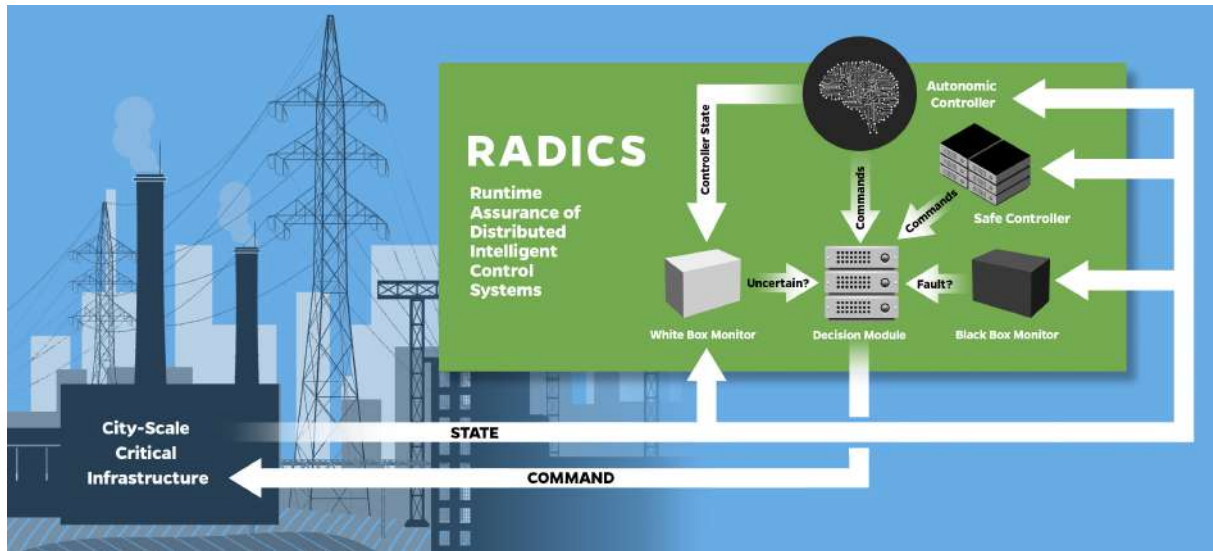 RADICS
Runtime
Assurance of
Distributed
Intelligent
Control
Systems
Controller State
Autonomic
Controller
Commands
Commands
Safe Controller
Uncertain?
Fault?
White Box Monitor
Decision Module
Black Box Monitor
City-Scale
Critical
Infrastructure
STATE
COMMAND